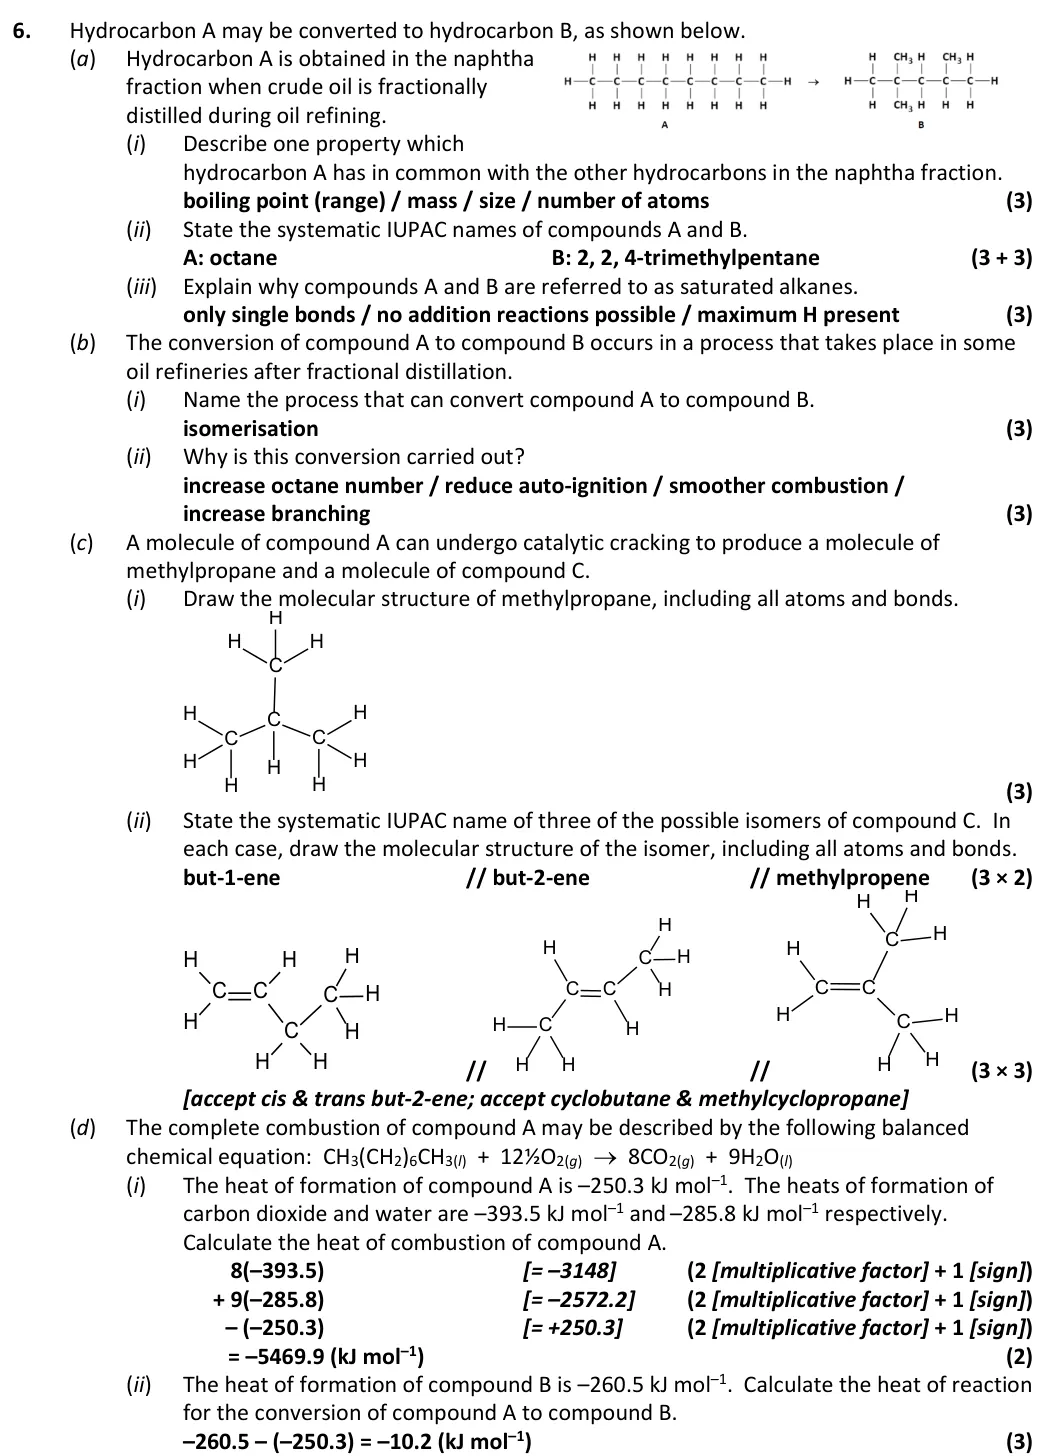 6. Hydrocarbon A may be converted to hydrocarbon B, as shown below.
(a) Hydrocarbon A is obtained in the naphtha
fraction when crude oil is fractionally
distilled during oil refining.
H H H H H H H H
H C C C C C C C C H
H H H H H H H H
A
→
H CH₃ H CH₃ H
H C C C C C H
H CH₃ H H H
B
(i) Describe one property which
hydrocarbon A has in common with the other hydrocarbons in the naphtha fraction.
boiling point (range) / mass / size / number of atoms (3)
(ii) State the systematic IUPAC names of compounds A and B.
A: octane B: 2, 2, 4-trimethylpentane (3 + 3)
(iii) Explain why compounds A and B are referred to as saturated alkanes.
only single bonds / no addition reactions possible / maximum H present (3)
(b) The conversion of compound A to compound B occurs in a process that takes place in some
oil refineries after fractional distillation.
(i) Name the process that can convert compound A to compound B.
isomerisation (3)
(ii) Why is this conversion carried out?
increase octane number / reduce auto-ignition / smoother combustion /
increase branching (3)
(c) A molecule of compound A can undergo catalytic cracking to produce a molecule of
methylpropane and a molecule of compound C.
(i) Draw the molecular structure of methylpropane, including all atoms and bonds.
H
H H
C
H C H
C C
H H H
H H
(3)
(ii) State the systematic IUPAC name of three of the possible isomers of compound C. In
each case, draw the molecular structure of the isomer, including all atoms and bonds.
but-1-ene // but-2-ene // methylpropene (3 × 2)
H H H
C C C H
H C H
H H
//
H
H C H
C C H
H C H
H H
//
H H
H C H
C C
H C H
H H
(3 × 3)
[accept cis & trans but-2-ene; accept cyclobutane & methylcyclopropane]
(d) The complete combustion of compound A may be described by the following balanced
chemical equation: CH₃(CH₂)₆CH₃(l) + 12½O₂(g) → 8CO₂(g) + 9H₂O(l)
(i) The heat of formation of compound A is –250.3 kJ mol⁻¹. The heats of formation of
carbon dioxide and water are –393.5 kJ mol⁻¹ and –285.8 kJ mol⁻¹ respectively.
Calculate the heat of combustion of compound A.
8(–393.5) [= –3148] (2 [multiplicative factor] + 1 [sign])
+ 9(–285.8) [= –2572.2] (2 [multiplicative factor] + 1 [sign])
– (–250.3) [= +250.3] (2 [multiplicative factor] + 1 [sign])
= –5469.9 (kJ mol⁻¹) (2)
(ii) The heat of formation of compound B is –260.5 kJ mol⁻¹. Calculate the heat of reaction
for the conversion of compound A to compound B.
–260.5 – (–250.3) = –10.2 (kJ mol⁻¹) (3)